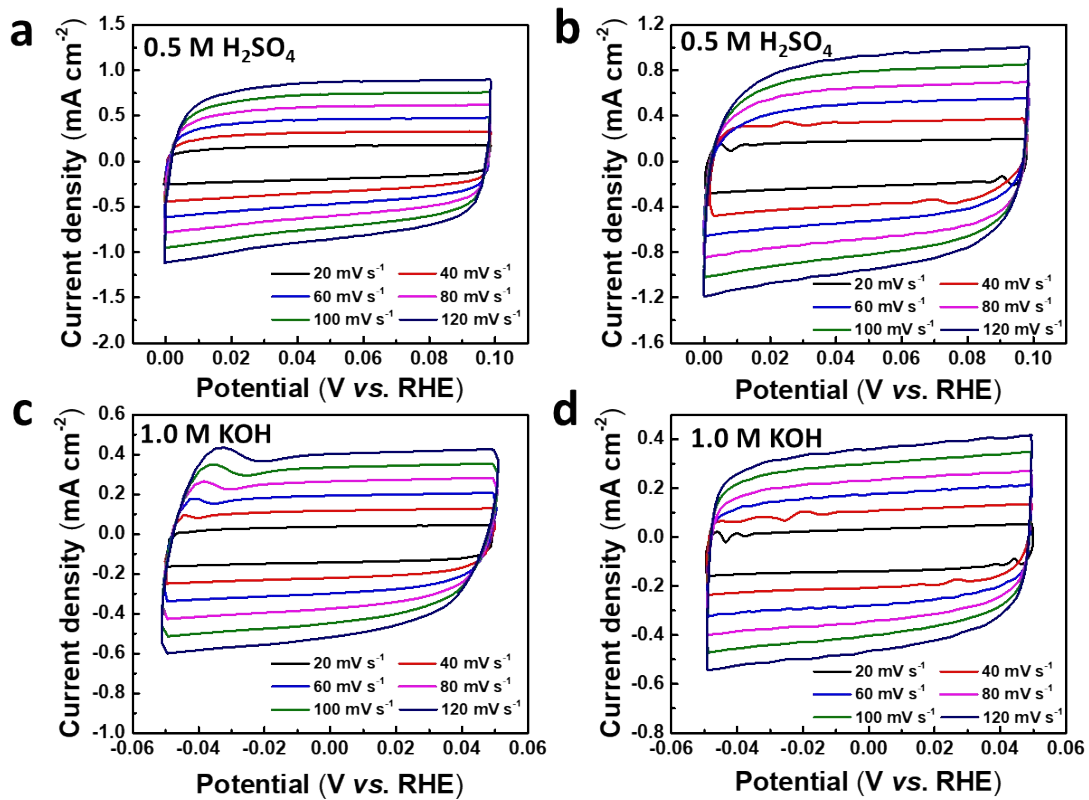 a
0.5 M H₂SO₄
Current density (mA cm⁻²)
1.5
1.0
0.5
0.0
-0.5
-1.0
-1.5
-2.0
20 mV s⁻¹ 40 mV s⁻¹
60 mV s⁻¹ 80 mV s⁻¹
100 mV s⁻¹ 120 mV s⁻¹
0.00 0.02 0.04 0.06 0.08 0.10
Potential (V vs. RHE)
b
0.5 M H₂SO₄
Current density (mA cm⁻²)
1.2
0.8
0.4
0.0
-0.4
-0.8
-1.2
-1.6
20 mV s⁻¹ 40 mV s⁻¹
60 mV s⁻¹ 80 mV s⁻¹
100 mV s⁻¹ 120 mV s⁻¹
0.00 0.02 0.04 0.06 0.08 0.10
Potential (V vs. RHE)
c
1.0 M KOH
Current density (mA cm⁻²)
0.6
0.4
0.2
0.0
-0.2
-0.4
-0.6
-0.8
-1.0
20 mV s⁻¹ 40 mV s⁻¹
60 mV s⁻¹ 80 mV s⁻¹
100 mV s⁻¹ 120 mV s⁻¹
-0.06 -0.04 -0.02 0.00 0.02 0.04 0.06
Potential (V vs. RHE)
d
1.0 M KOH
Current density (mA cm⁻²)
0.4
0.2
0.0
-0.2
-0.4
-0.6
-0.8
20 mV s⁻¹ 40 mV s⁻¹
60 mV s⁻¹ 80 mV s⁻¹
100 mV s⁻¹ 120 mV s⁻¹
-0.06 -0.04 -0.02 0.00 0.02 0.04 0.06
Potential (V vs. RHE)